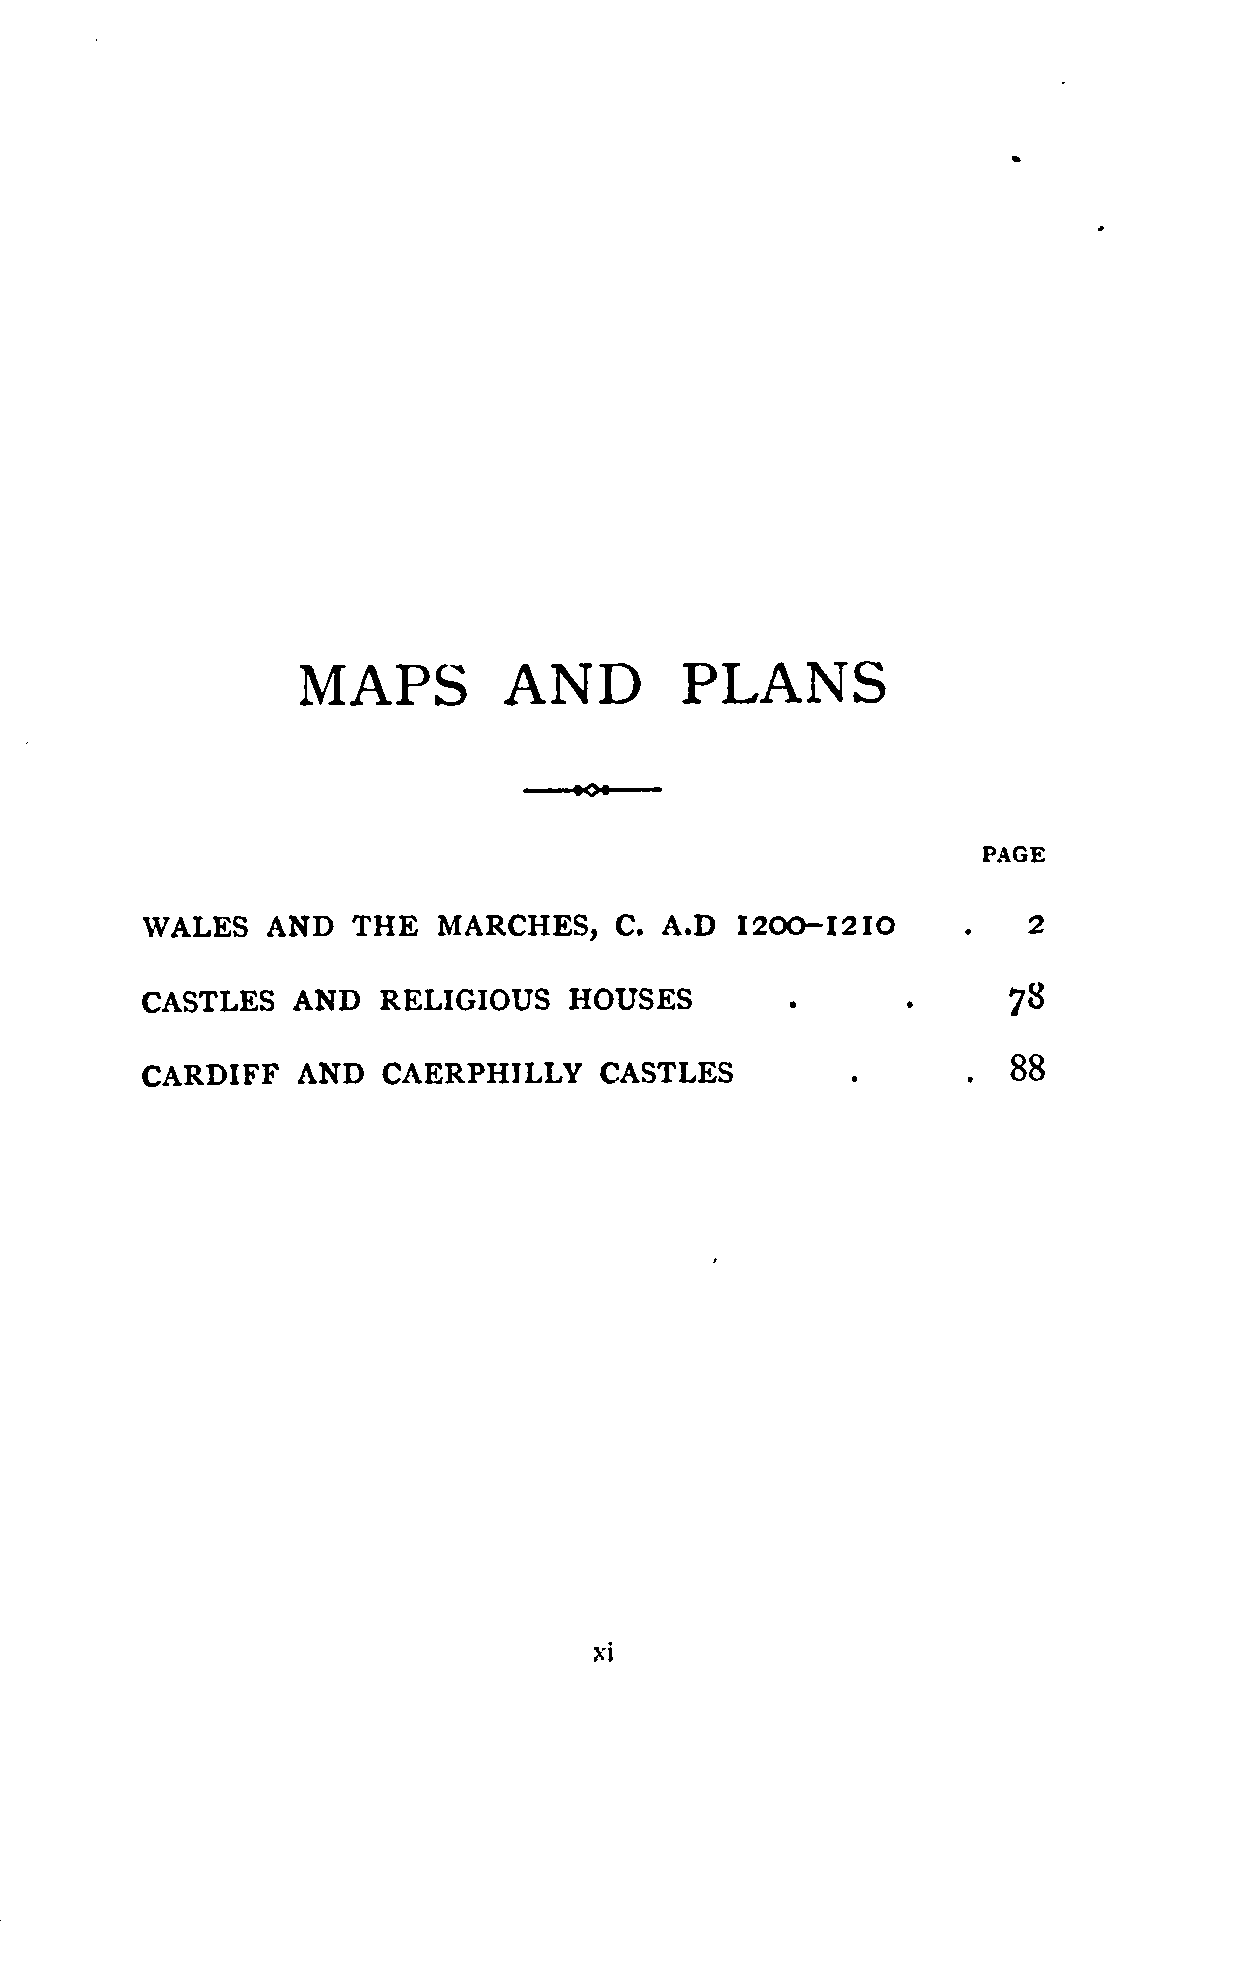 MAPS AND PLANS
PAGE
WALES AND THE MARCHES, C. A.D 1200–1210 . 2
CASTLES AND RELIGIOUS HOUSES . . 78
CARDIFF AND CAERPHILLY CASTLES . . 88
xi